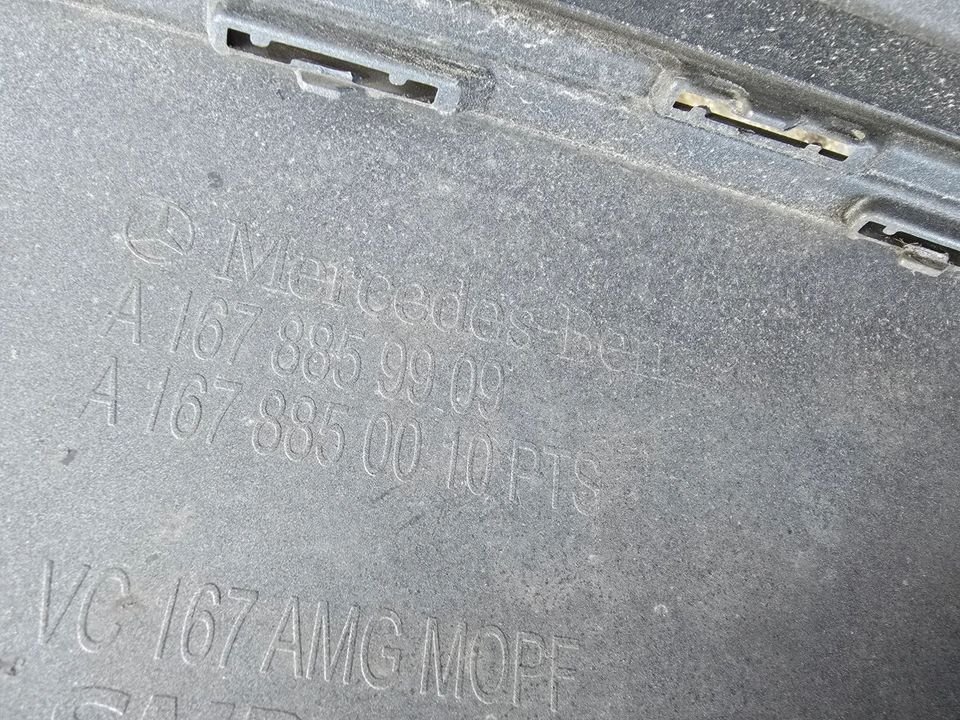 Mercedes-Ben
A 167 885 99 09
A 167 885 00 10 PTS
VC 167 AMG MOPF